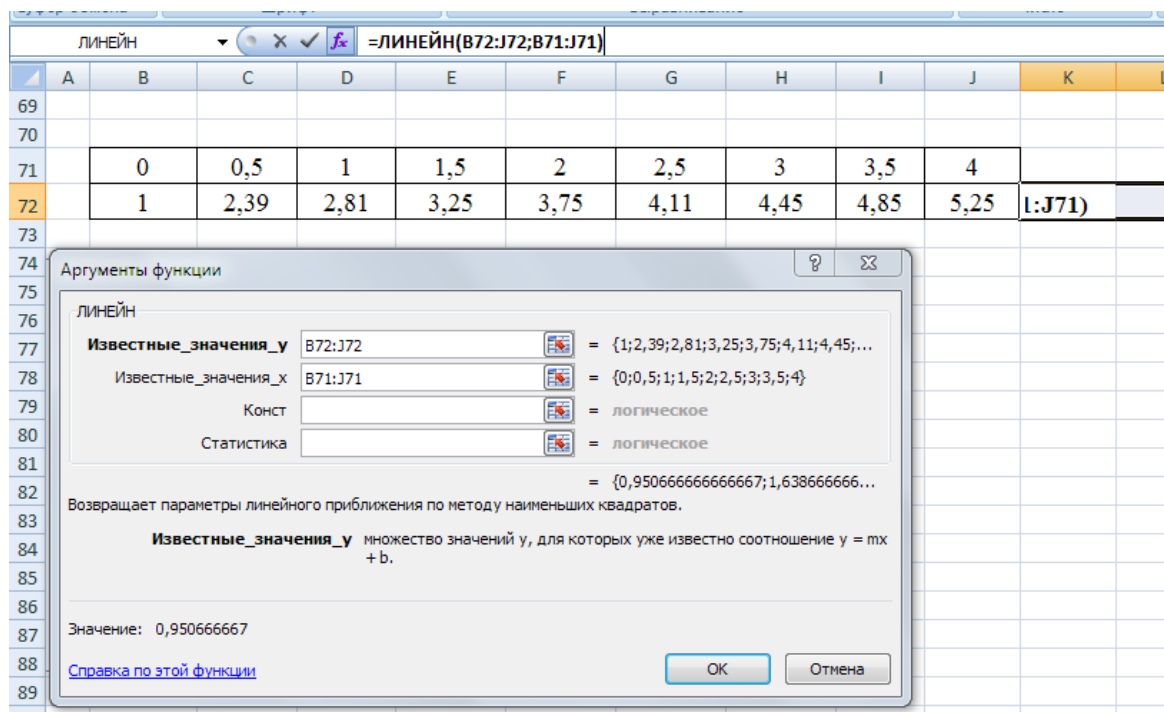 ЛИНЕЙН =ЛИНЕЙН(B72:J72;B71:J71)
A B C D E F G H I J K
69
70
71 0 0,5 1 1,5 2 2,5 3 3,5 4
72 1 2,39 2,81 3,25 3,75 4,11 4,45 4,85 5,25 1:J71)
73
74 Аргументы функции
75
76 ЛИНЕЙН
77 Известные_значения_y B72:J72 = {1;2,39;2,81;3,25;3,75;4,11;4,45;...
78 Известные_значения_x B71:J71 = {0;0,5;1;1,5;2;2,5;3;3,5;4}
79 Конст = логическое
80 Статистика = логическое
81
82 = {0,950666666666667;1,638666666...
Возвращает параметры линейного приближения по методу наименьших квадратов.
83
84 Известные_значения_y множество значений y, для которых уже известно соотношение y = mx
+ b.
85
86
87 Значение: 0,950666667
88 Справка по этой функции ОК Отмена
89